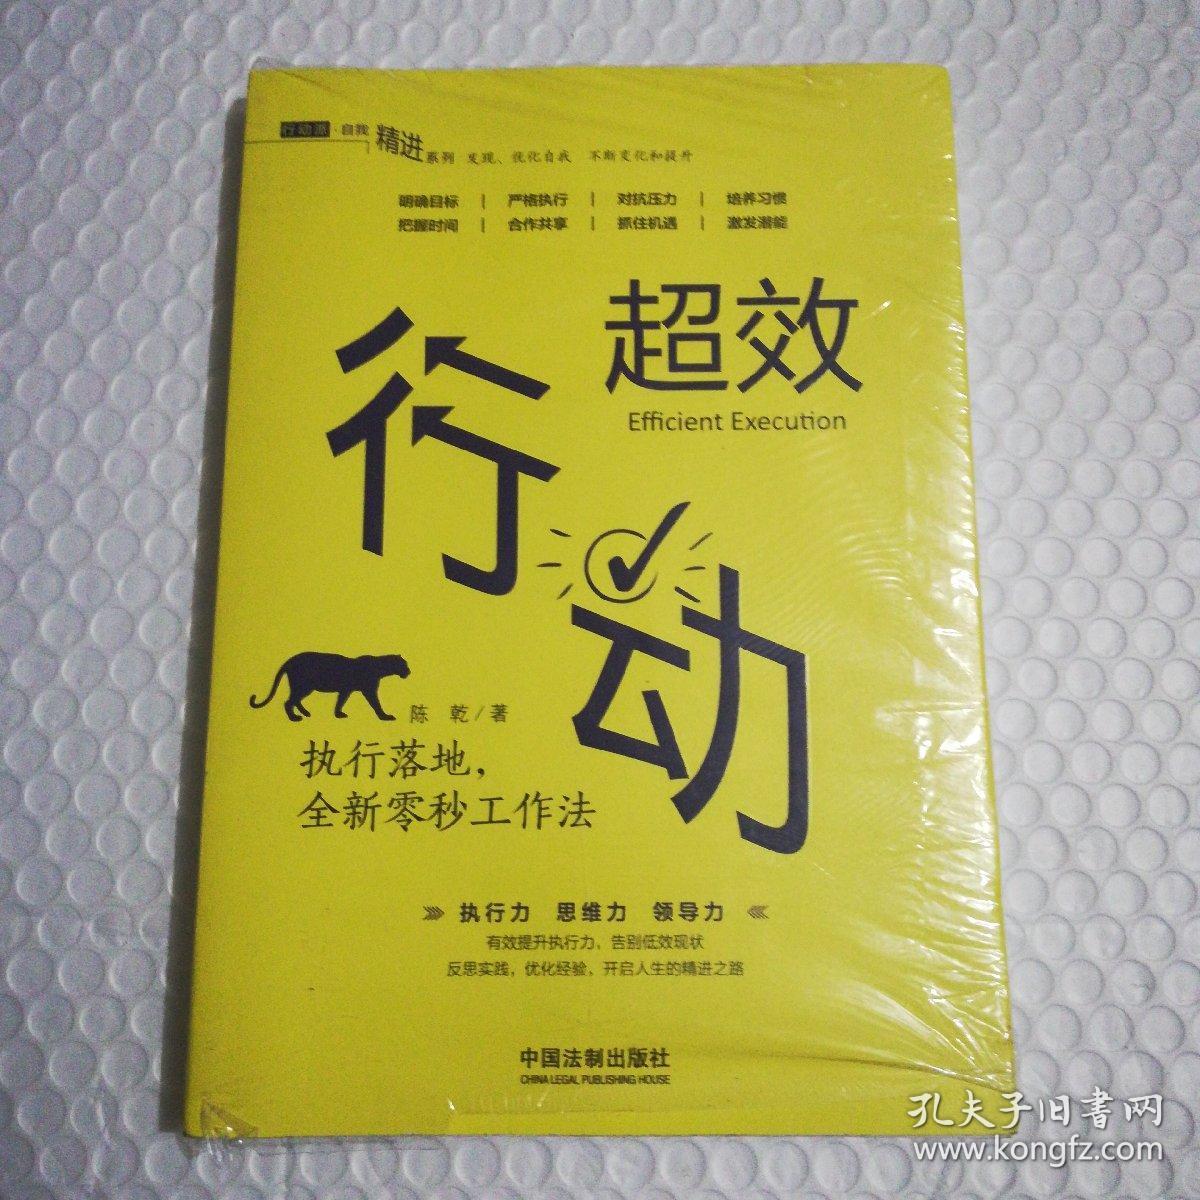 行动派·自我精进系列 发现、优化自我 不断变化和提升
明确目标 | 严格执行 | 对抗压力 | 培养习惯
把握时间 | 合作共享 | 抓住机遇 | 激发潜能
超效
Efficient Execution
行动
陈 乾/著
执行落地,
全新零秒工作法
执行力 思维力 领导力
有效提升执行力、告别低效现状
反思实践，优化经验，开启人生的精进之路
中国法制出版社
CHINA LEGAL PUBLISHING HOUSE
孔夫子旧书网
www.kongfz.com